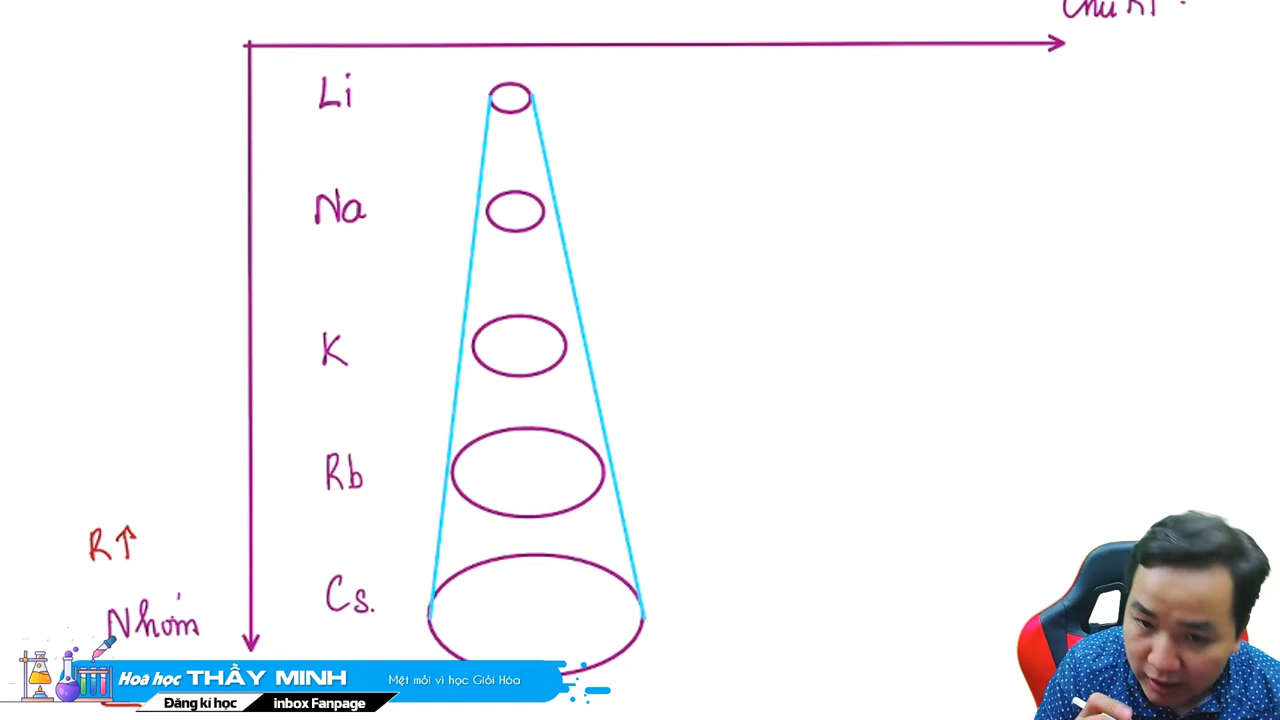 Li
Na
K
Rb
R↑
Cs.
Nhóm
Hoá học THẦY MINH
Mệt mỏi vì học Giỏi Hóa
Đăng kí học
inbox Fanpage